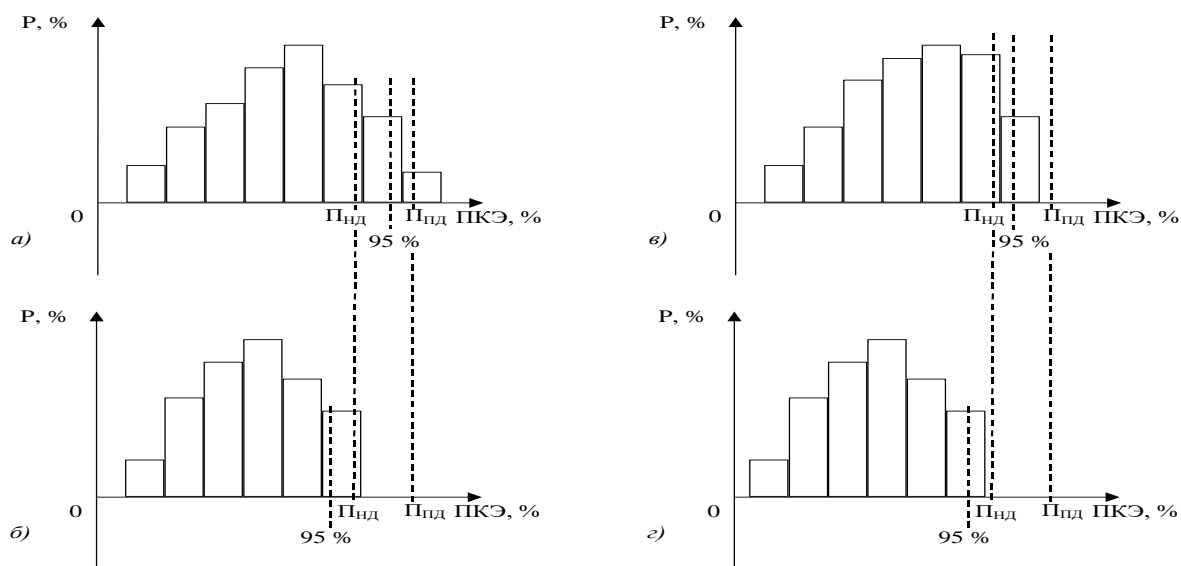 Р, %
0
Пнд
Ппд ПКЭ, %
95 %
а)
Р, %
0
Пнд
Ппд ПКЭ, %
95 %
б)
Р, %
0
Пнд
Ппд ПКЭ, %
95 %
в)
Р, %
0
Пнд
Ппд ПКЭ, %
95 %
г)